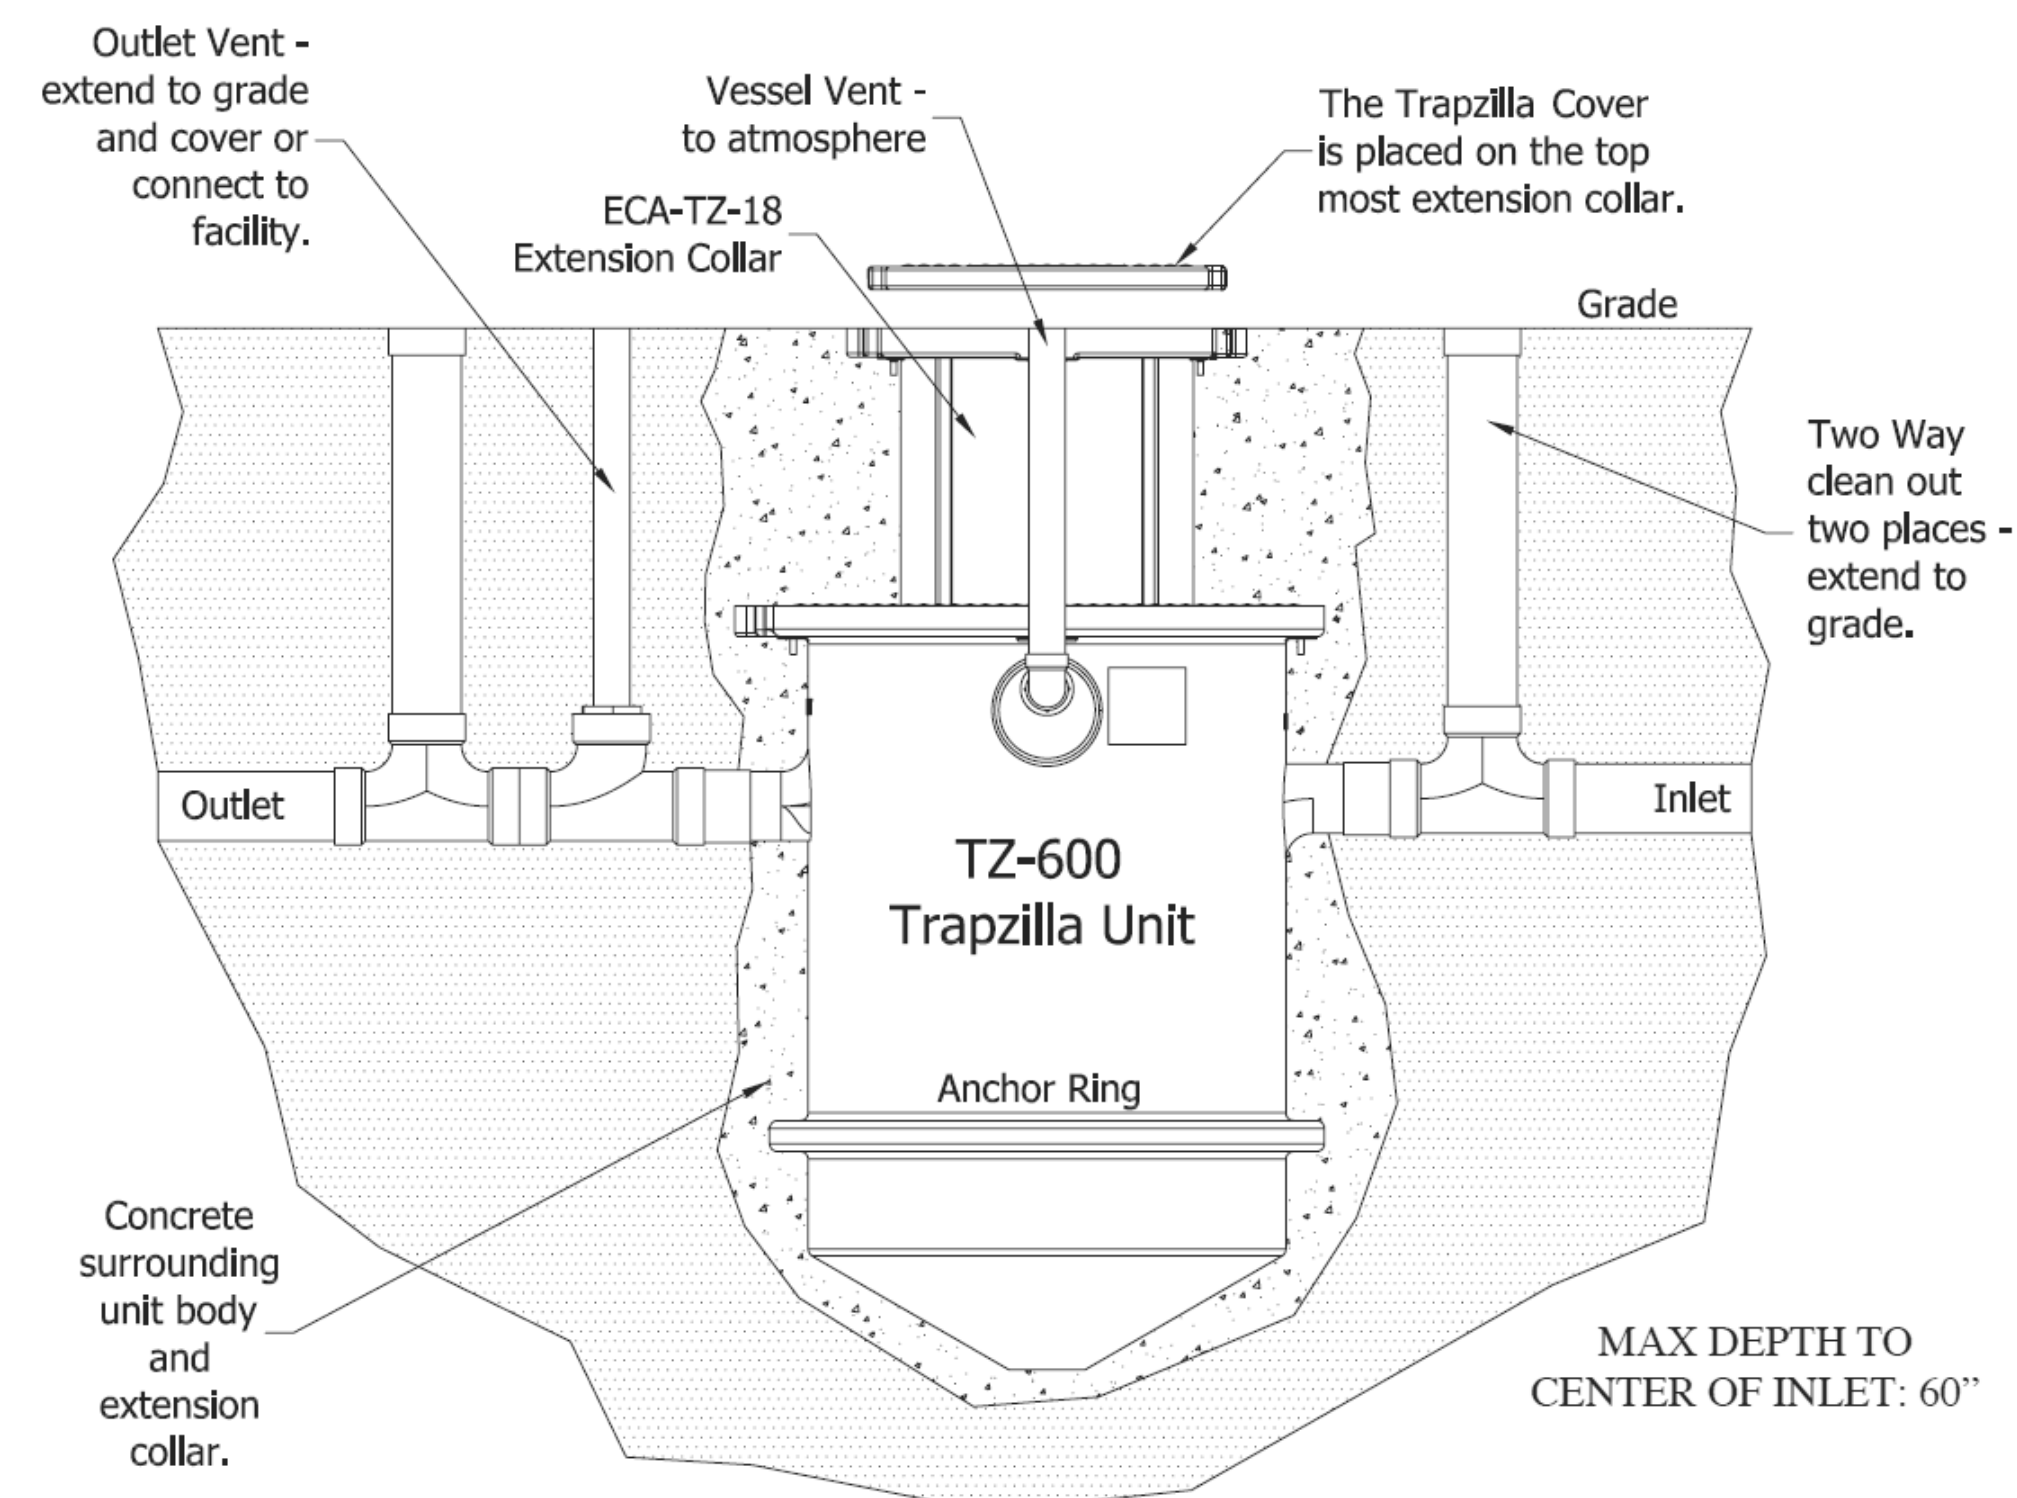 Outlet Vent -
extend to grade
and cover or
connect to
facility.
Vessel Vent -
to atmosphere
ECA-TZ-18
Extension Collar
The Trapzilla Cover
is placed on the top
most extension collar.
Grade
Two Way
clean out
two places -
extend to
grade.
Outlet
Inlet
TZ-600
Trapzilla Unit
Anchor Ring
Concrete
surrounding
unit body
and
extension
collar.
MAX DEPTH TO
CENTER OF INLET: 60”